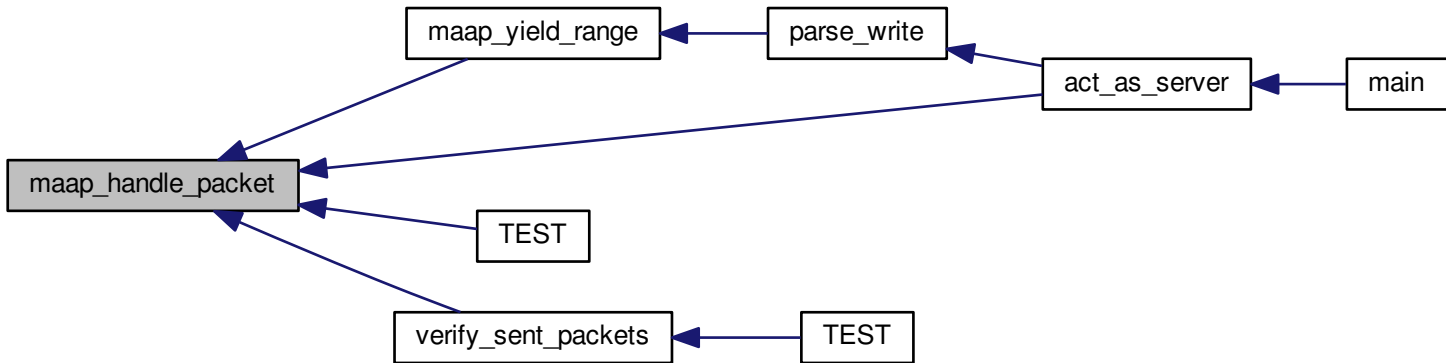 maap_yield_range
parse_write
act_as_server
main
maap_handle_packet
TEST
verify_sent_packets
TEST